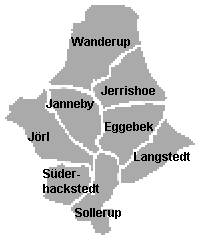 Wanderup
Jerrishoe
Janneby
Eggebek
Jörl
Langstedt
Süder-
hackstedt
Sollerup